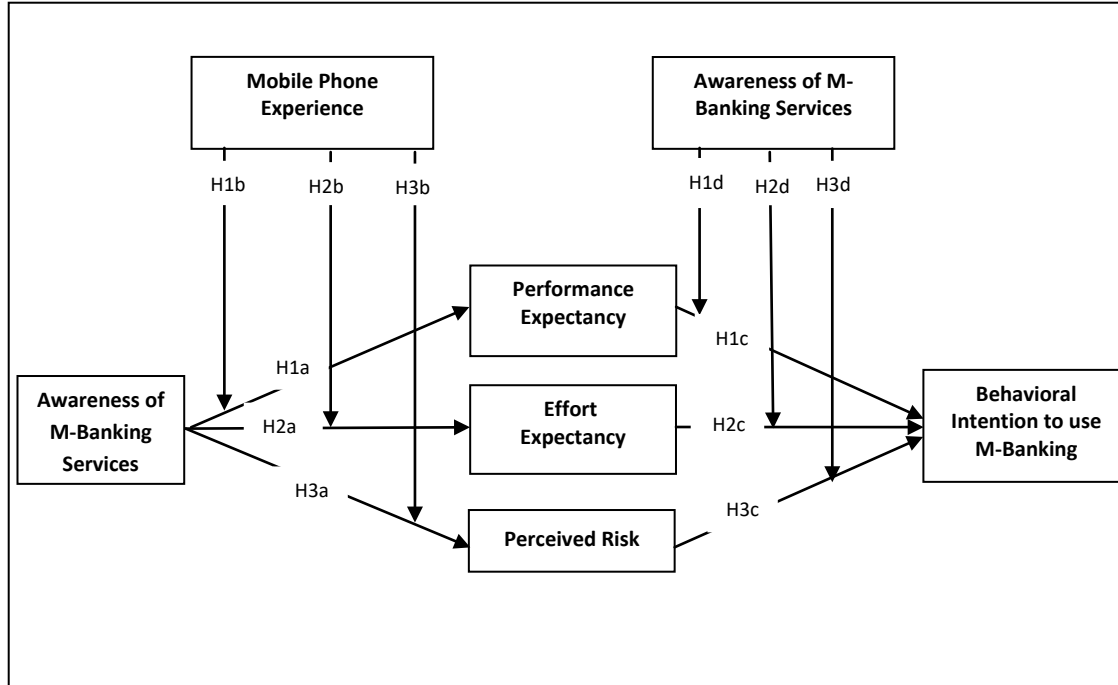 Mobile Phone
Experience
Awareness of M-
Banking Services
H1b
H2b
H3b
H1d
H2d
H3d
Performance
Expectancy
H1c
H1a
Awareness of
M-Banking
Services
H2a
Effort
Expectancy
H2c
Behavioral
Intention to use
M-Banking
H3a
Perceived Risk
H3c